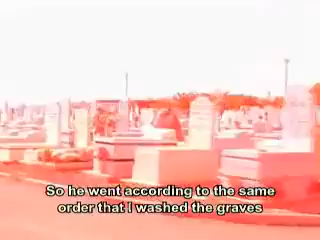 So he went according to the same
order that I washed the graves